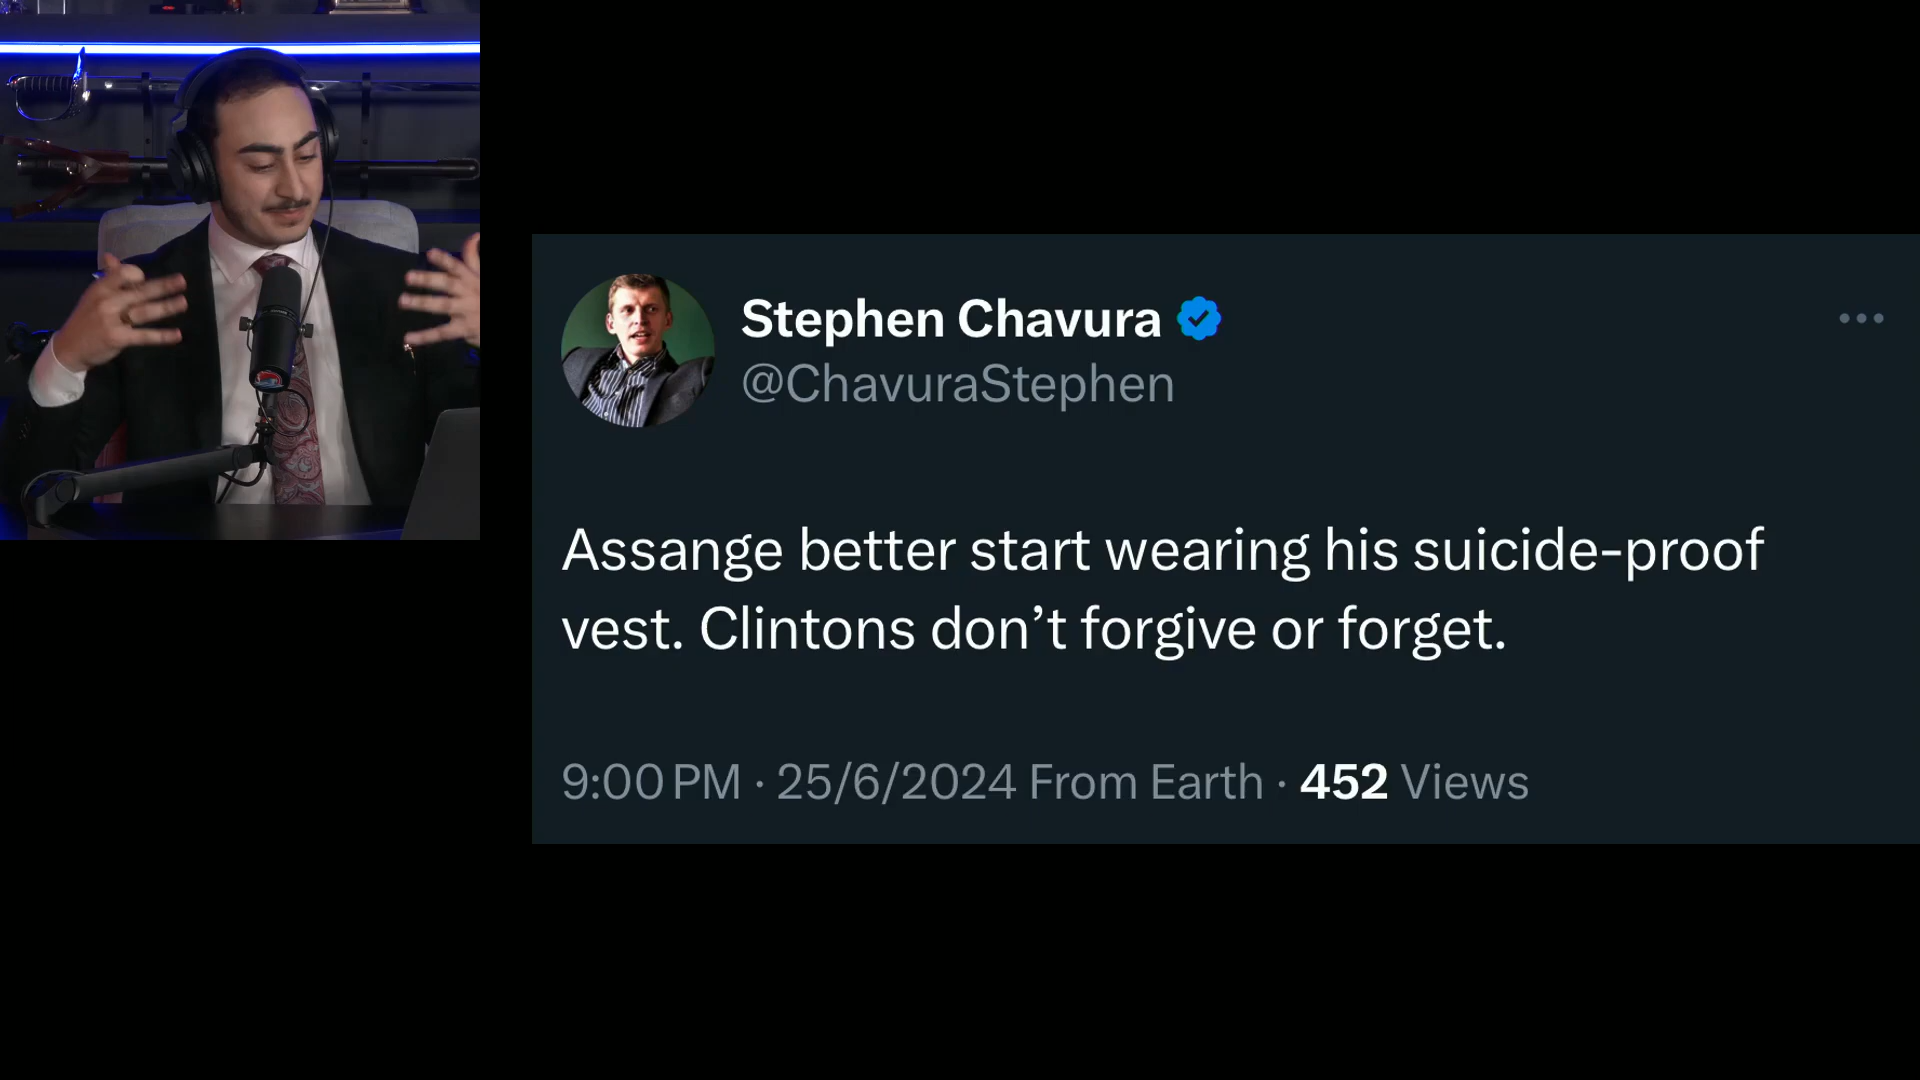 Stephen Chavura
@ChavuraStephen
Assange better start wearing his suicide-proof
vest. Clintons don’t forgive or forget.
9:00 PM · 25/6/2024 From Earth · 452 Views